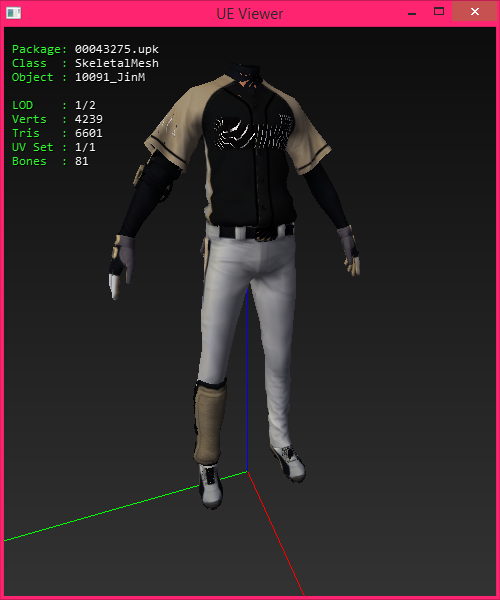 UE Viewer
Package: 00043275.upk
Class : SkeletalMesh
Object : 10091_JinM
LOD : 1/2
Verts : 4239
Tris : 6601
UV Set : 1/1
Bones : 81